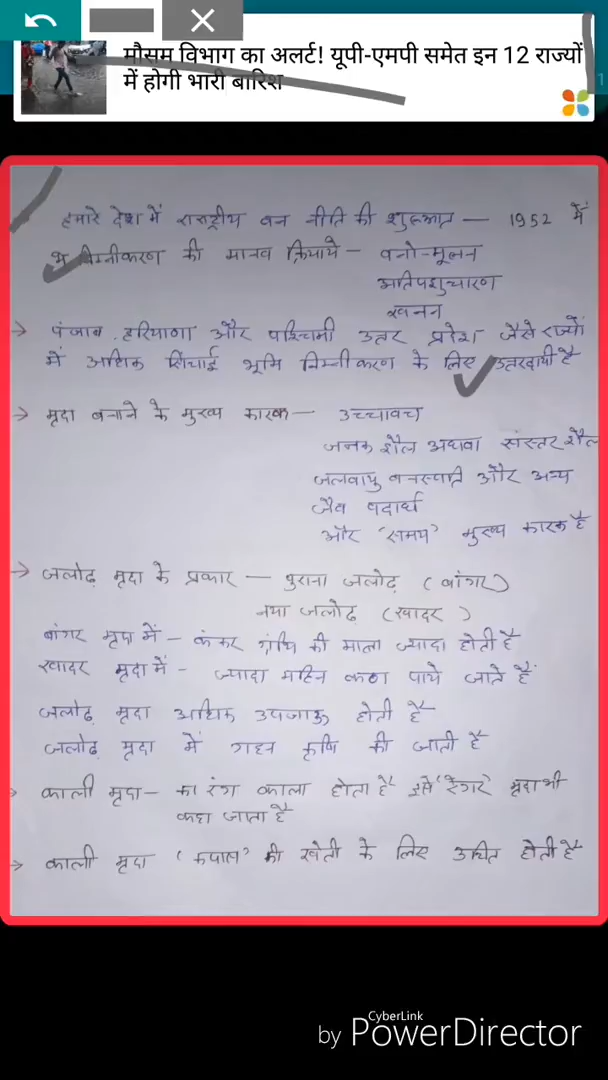 मौसम विभाग का अलर्ट! यूपी-एमपी समेत इन 12 राज्यों
में होगी भारी बारिश
1
हमारे देश में राराष्ट्रीय वन नीति की शुरूआत — 1952 में
निम्नीकरण की मानव क्रियाये — वनो-मूलन
अतिपशुचारण
खनन
→ पंजाब, हरियाणा और पश्चिमी उत्तर प्रदेश जैसे राज्यों
में अधिक सिंचाई भूमि निम्नीकरण के लिए उत्तरदायी है
→ मृदा बनाने के मुख्य कारक — उच्चावच
जनक शैल अथवा संस्तर शैल
जलवायु वनस्पति और अन्य
जैव पदार्थ
और 'समय' मुख्य कारक है
→ जलोढ़ मृदा के प्रकार — पुराना जलोढ़ (बांगर)
नया जलोढ़ (खादर)
बांगर मृदा में — कंकर ग्रंथि की मात्रा ज्यादा होती है
खादर मृदा में - ज्यादा महिन कण पाये जाते है
जलोढ़ मृदा अधिक उपजाऊ होती है
जलोढ़ मृदा में गहन कृषि की जाती है
→ काली मृदा — का रंग काला होता है इसे 'रेगर' मृदा भी
कहा जाता है
→ काली मृदा 'कपास' की खेती के लिए उचित होती है
CyberLink
by PowerDirector